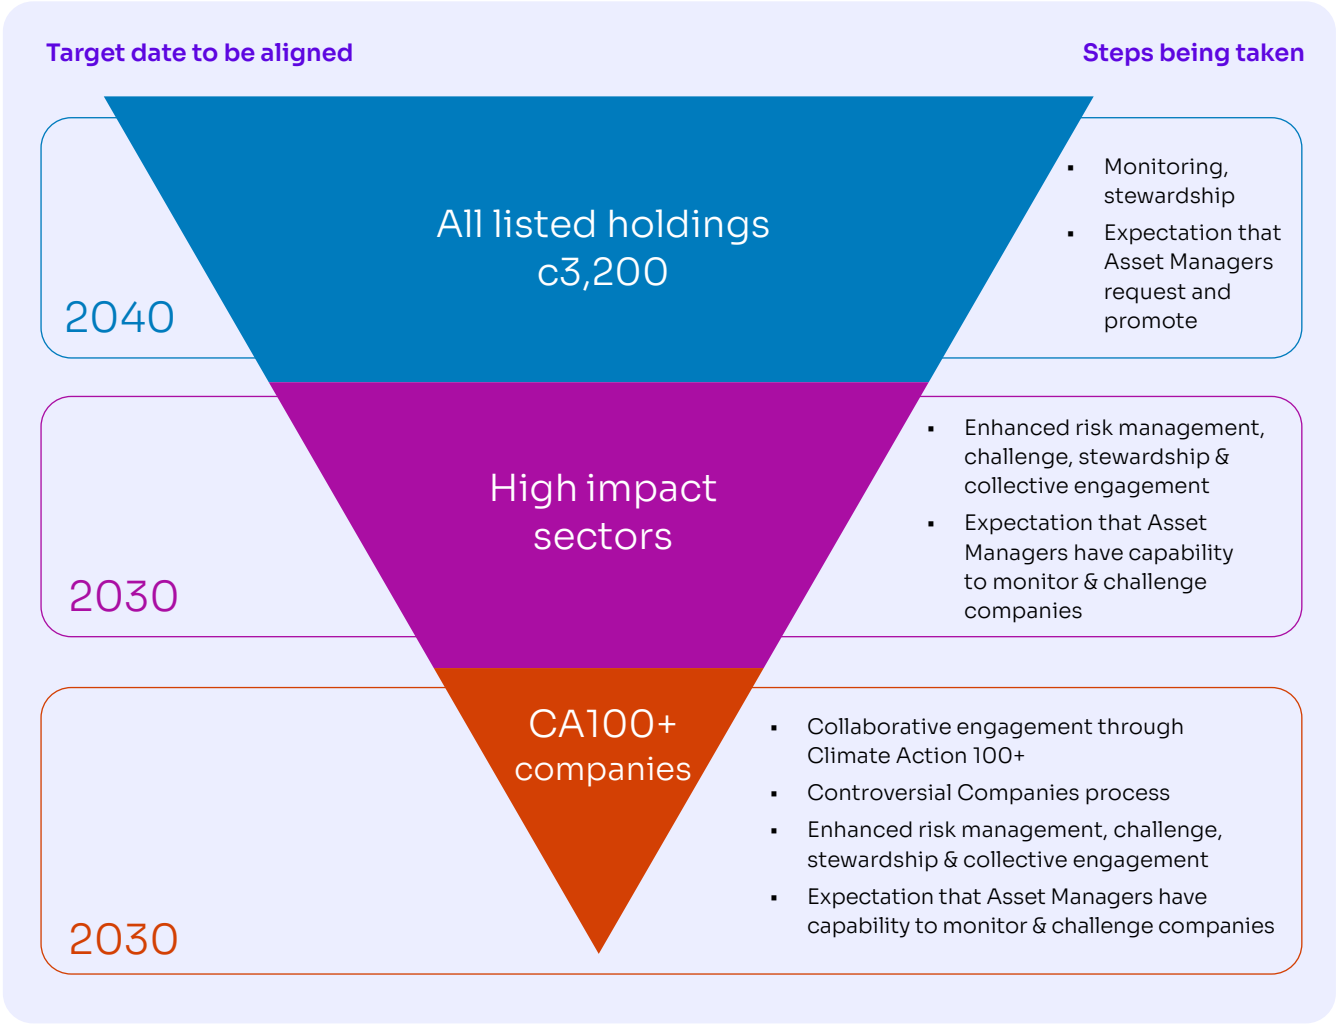 Target date to be aligned
Steps being taken
All listed holdings
c3,200
2040
▪ Monitoring,
stewardship
▪ Expectation that
Asset Managers
request and
promote
High impact
sectors
2030
▪ Enhanced risk management,
challenge, stewardship &
collective engagement
▪ Expectation that Asset
Managers have capability
to monitor & challenge
companies
CA100+
companies
2030
▪ Collaborative engagement through
Climate Action 100+
▪ Controversial Companies process
▪ Enhanced risk management, challenge,
stewardship & collective engagement
▪ Expectation that Asset Managers have
capability to monitor & challenge companies